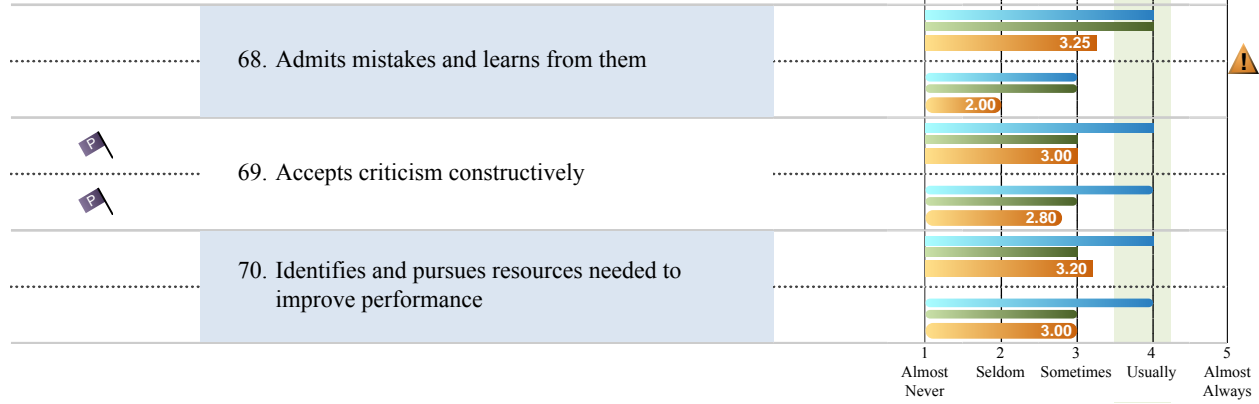 68. Admits mistakes and learns from them
3.25
!
2.00
P
P
69. Accepts criticism constructively
3.00
2.80
70. Identifies and pursues resources needed to
improve performance
3.20
3.00
1 2 3 4 5
Almost Never Seldom Sometimes Usually Almost Always